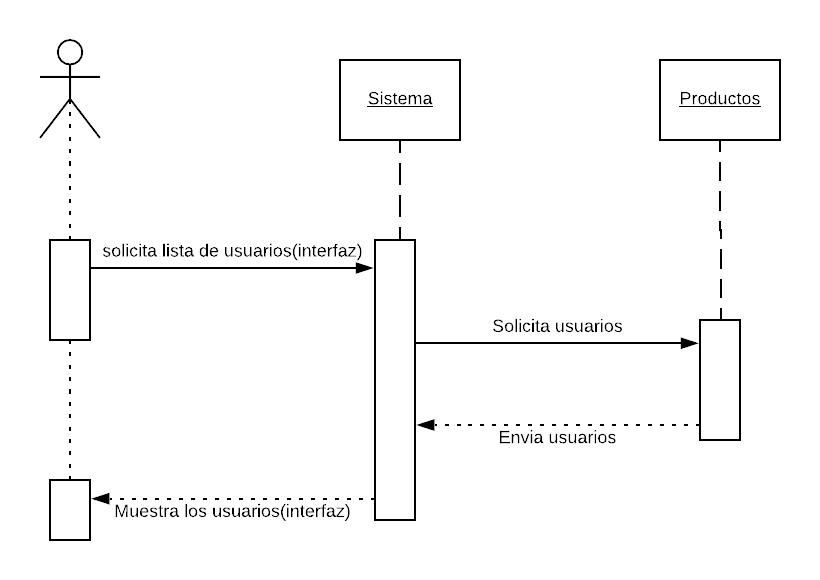 Sistema
Productos
solicita lista de usuarios(interfaz)
Solicita usuarios
Envia usuarios
Muestra los usuarios(interfaz)